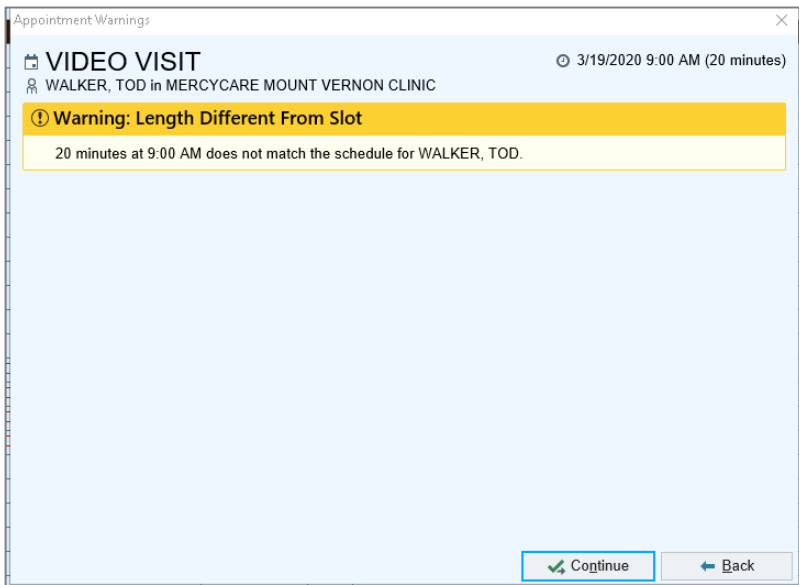 Appointment Warnings
VIDEO VISIT
3/19/2020 9:00 AM (20 minutes)
WALKER, TOD in MERCYCARE MOUNT VERNON CLINIC
Warning: Length Different From Slot
20 minutes at 9:00 AM does not match the schedule for WALKER, TOD.
Continue
Back